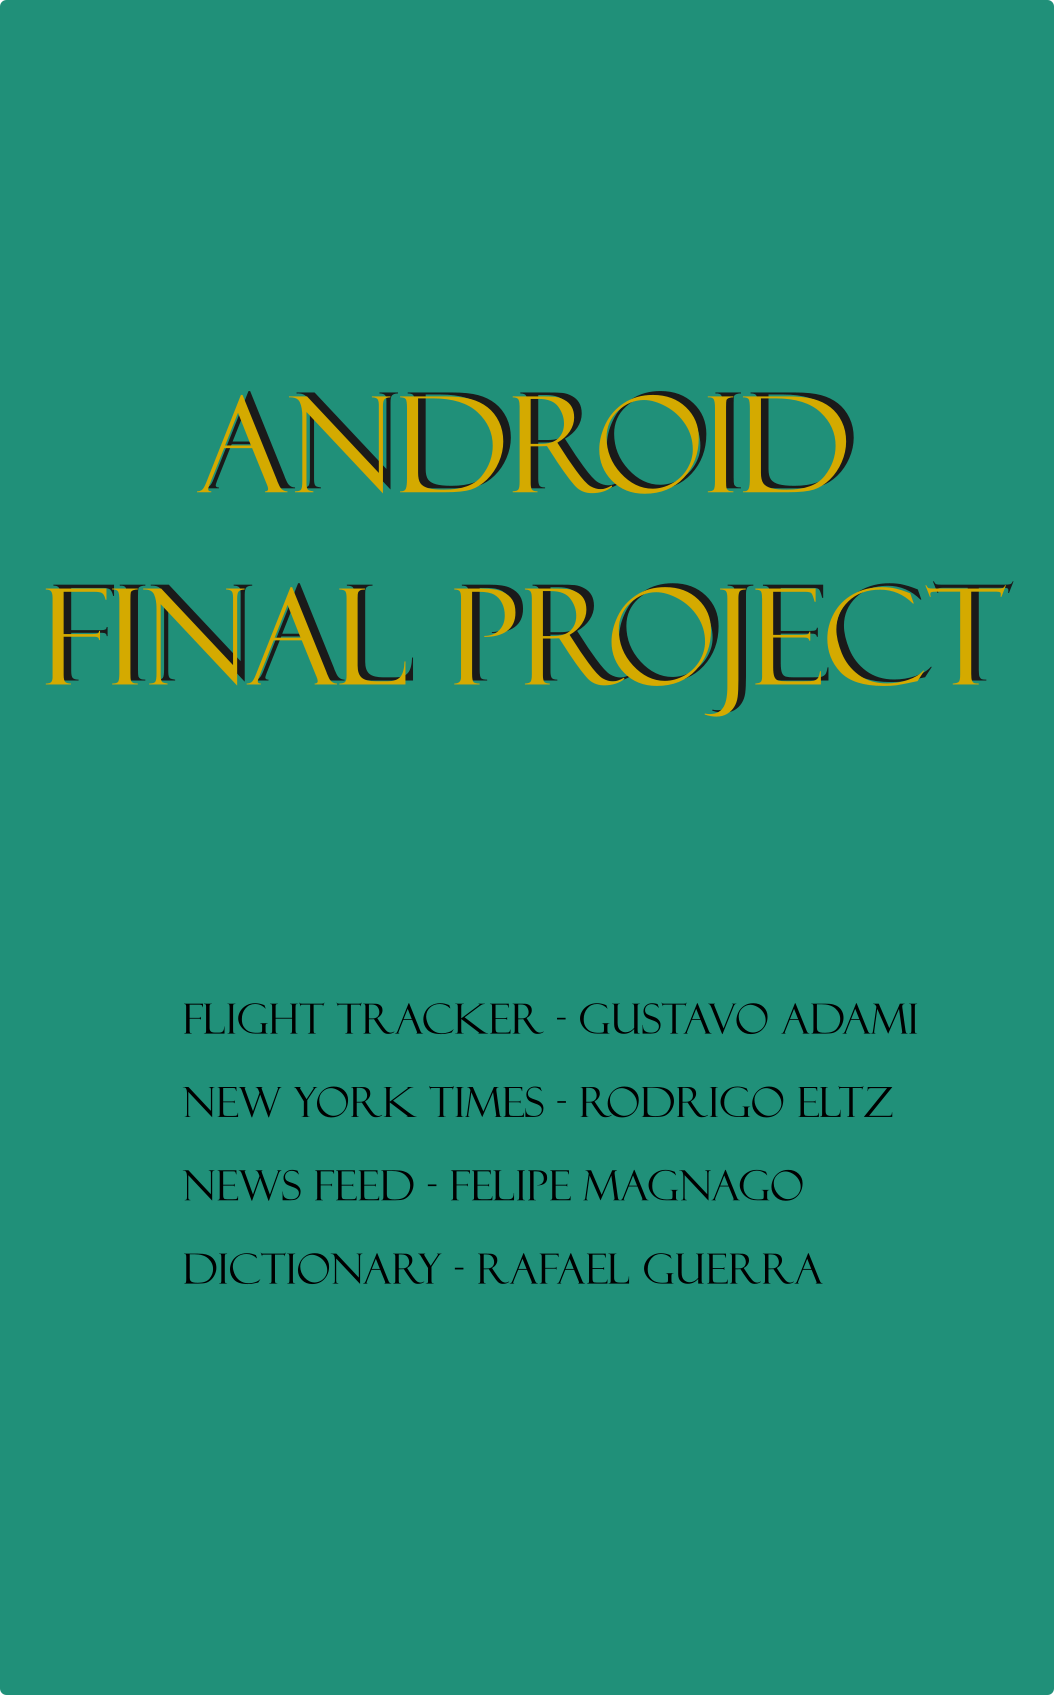 ANDROID
FINAL PROJECT
FLIGHT TRACKER - GUSTAVO ADAMI
NEW YORK TIMES - RODRIGO ELTZ
NEWS FEED - FELIPE MAGNAGO
DICTIONARY - RAFAEL GUERRA